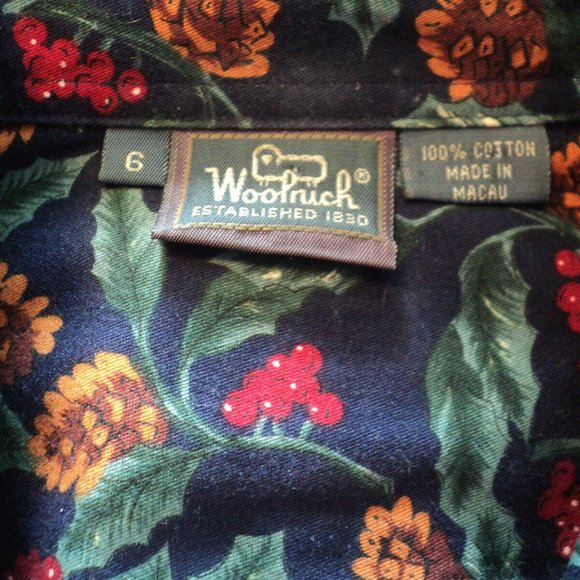 6
Woolrich®
ESTABLISHED 1830
100% COTTON
MADE IN
MACAU